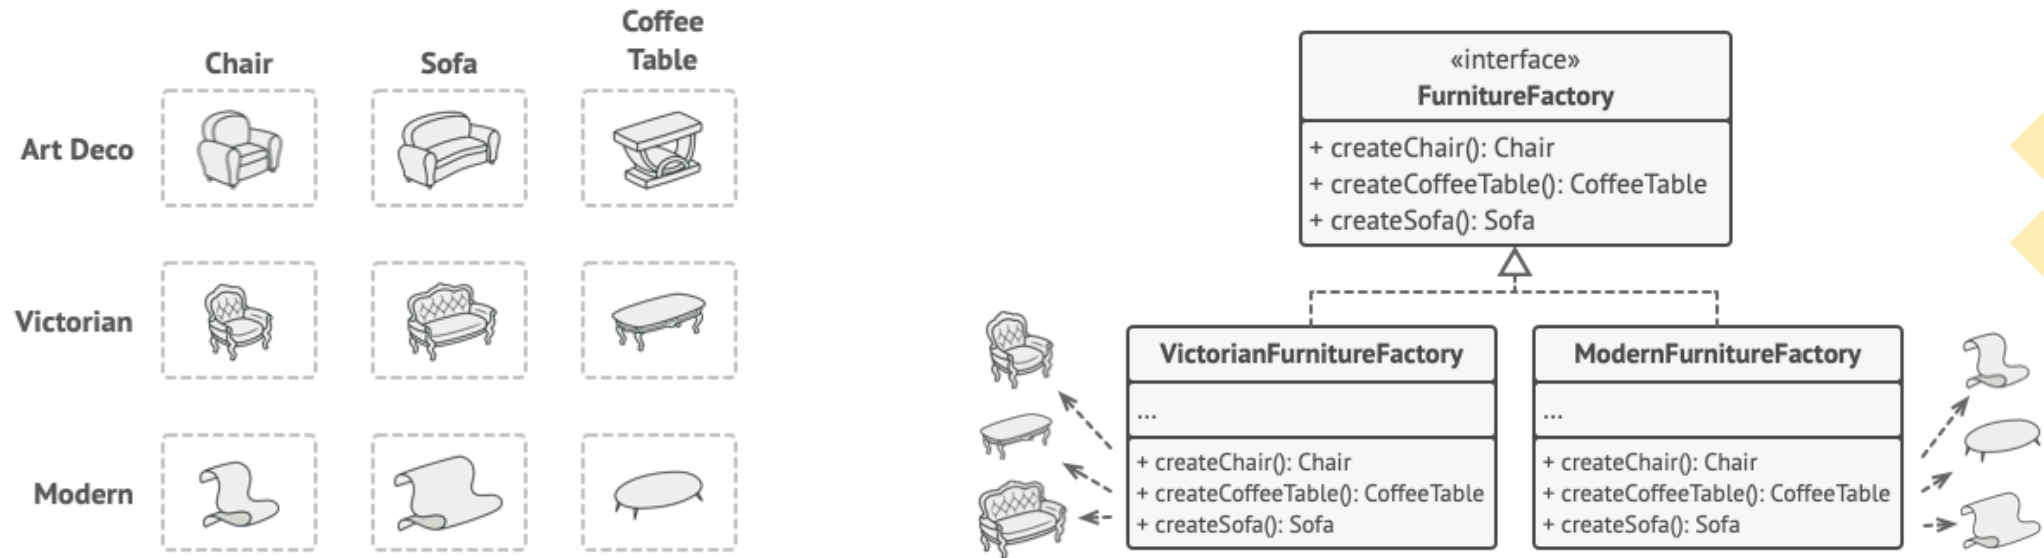 Chair
Sofa
Coffee
Table
Art Deco
Victorian
Modern
«interface»
FurnitureFactory
+ createChair(): Chair
+ createCoffeeTable(): CoffeeTable
+ createSofa(): Sofa
VictorianFurnitureFactory
...
+ createChair(): Chair
+ createCoffeeTable(): CoffeeTable
+ createSofa(): Sofa
ModernFurnitureFactory
...
+ createChair(): Chair
+ createCoffeeTable(): CoffeeTable
+ createSofa(): Sofa